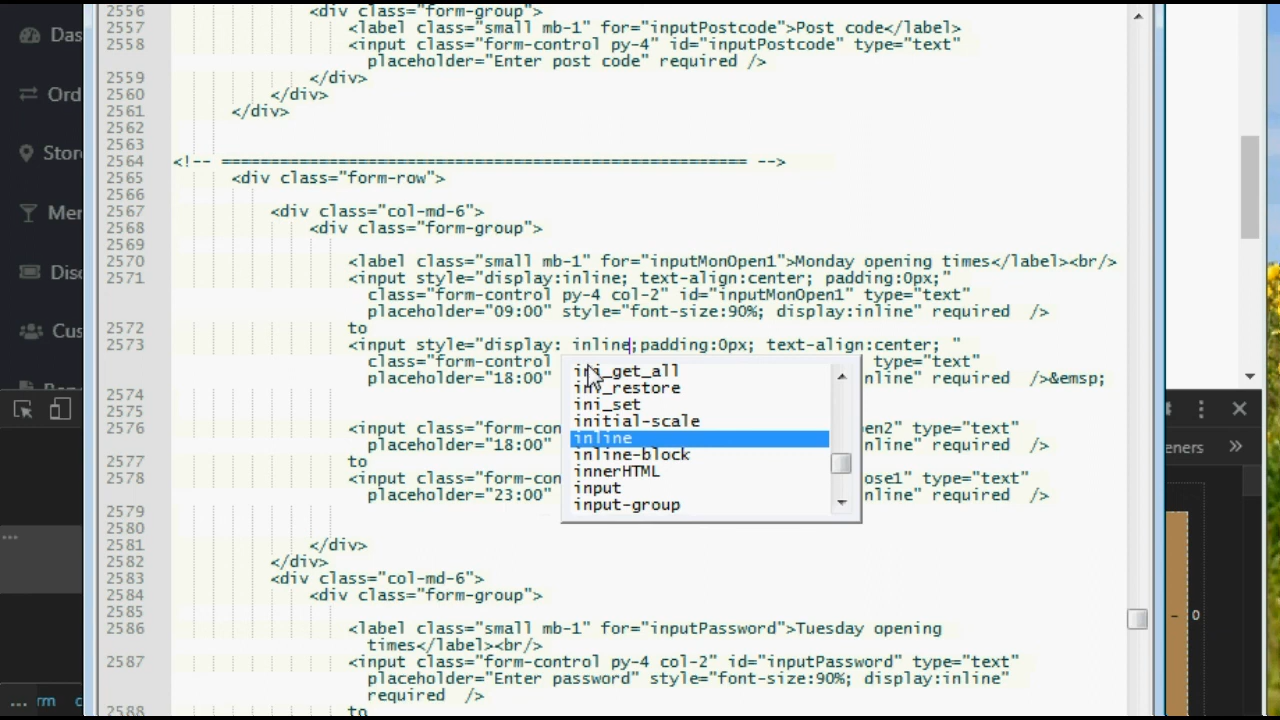 Das
Ord
Store
Men
Disc
Cus
...
... rm c
2556 <div class="form-group">
2557 <label class="small mb-1" for="inputPostcode">Post code</label>
2558 <input class="form-control py-4" id="inputPostcode" type="text"
placeholder="Enter post code" required />
2559 </div>
2560 </div>
2561 </div>
2562
2563
2564 <!-- ====================================================== -->
2565 <div class="form-row">
2566
2567 <div class="col-md-6">
2568 <div class="form-group">
2569
2570 <label class="small mb-1" for="inputMonOpen1">Monday opening times</label><br/>
2571 <input style="display:inline; text-align:center; padding:0px;"
class="form-control py-4 col-2" id="inputMonOpen1" type="text"
placeholder="09:00" style="font-size:90%; display:inline" required />
2572 to
2573 <input style="display: inline;padding:0px; text-align:center; "
class="form-control type="text"
placeholder="18:00" inline" required />&emsp;
2574
2575
2576 <input class="form-con pen2" type="text"
placeholder="18:00" nline" required />
2577 to
2578 <input class="form-con ose1" type="text"
placeholder="23:00" nline" required />
2579
2580
2581 </div>
2582 </div>
2583 <div class="col-md-6">
2584 <div class="form-group">
2585
2586 <label class="small mb-1" for="inputPassword">Tuesday opening
times</label><br/>
2587 <input class="form-control py-4 col-2" id="inputPassword" type="text"
placeholder="Enter password" style="font-size:90%; display:inline"
required />
2588 to
ini_get_all
ini_restore
ini_set
initial-scale
inline
inline-block
innerHTML
input
input-group
eners »
– 0